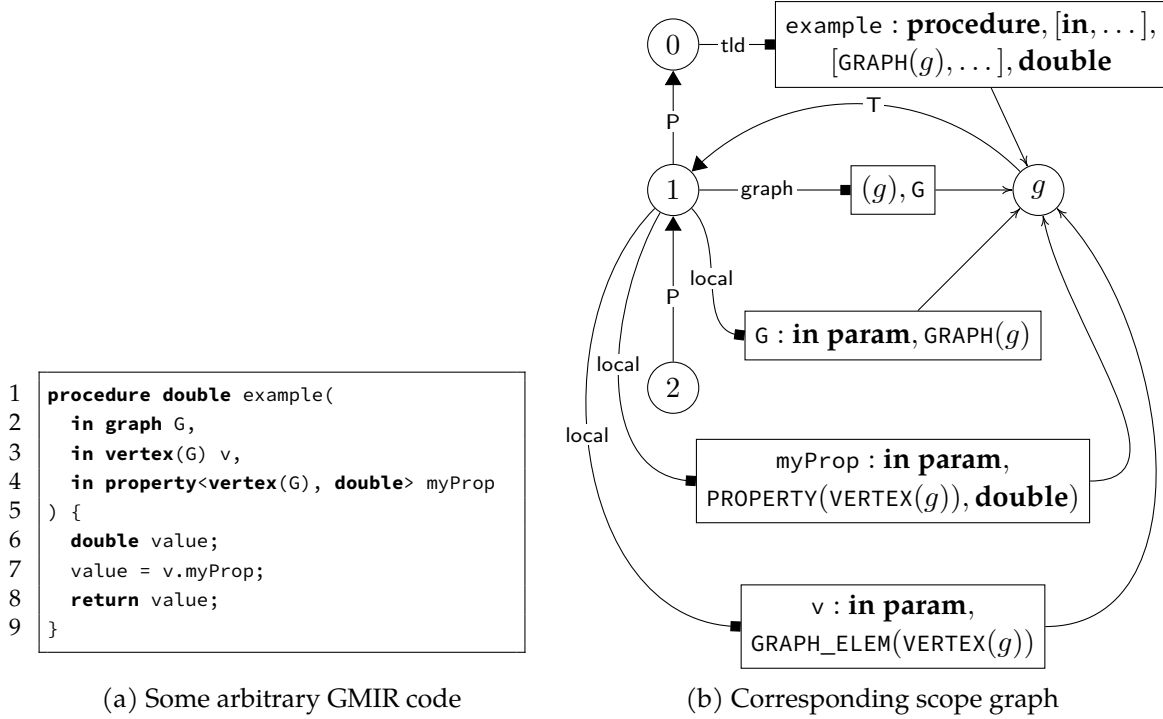 0
tld
example : procedure, [in, . . .],
[GRAPH(g), . . .], double
P
T
1
graph
(g), G
g
local
P
G : in param, GRAPH(g)
local
2
local
myProp : in param,
PROPERTY(VERTEX(g)), double)
v : in param,
GRAPH_ELEM(VERTEX(g))
1 procedure double example(
2 in graph G,
3 in vertex(G) v,
4 in property<vertex(G), double> myProp
5 ) {
6 double value;
7 value = v.myProp;
8 return value;
9 }
(a) Some arbitrary GMIR code
(b) Corresponding scope graph